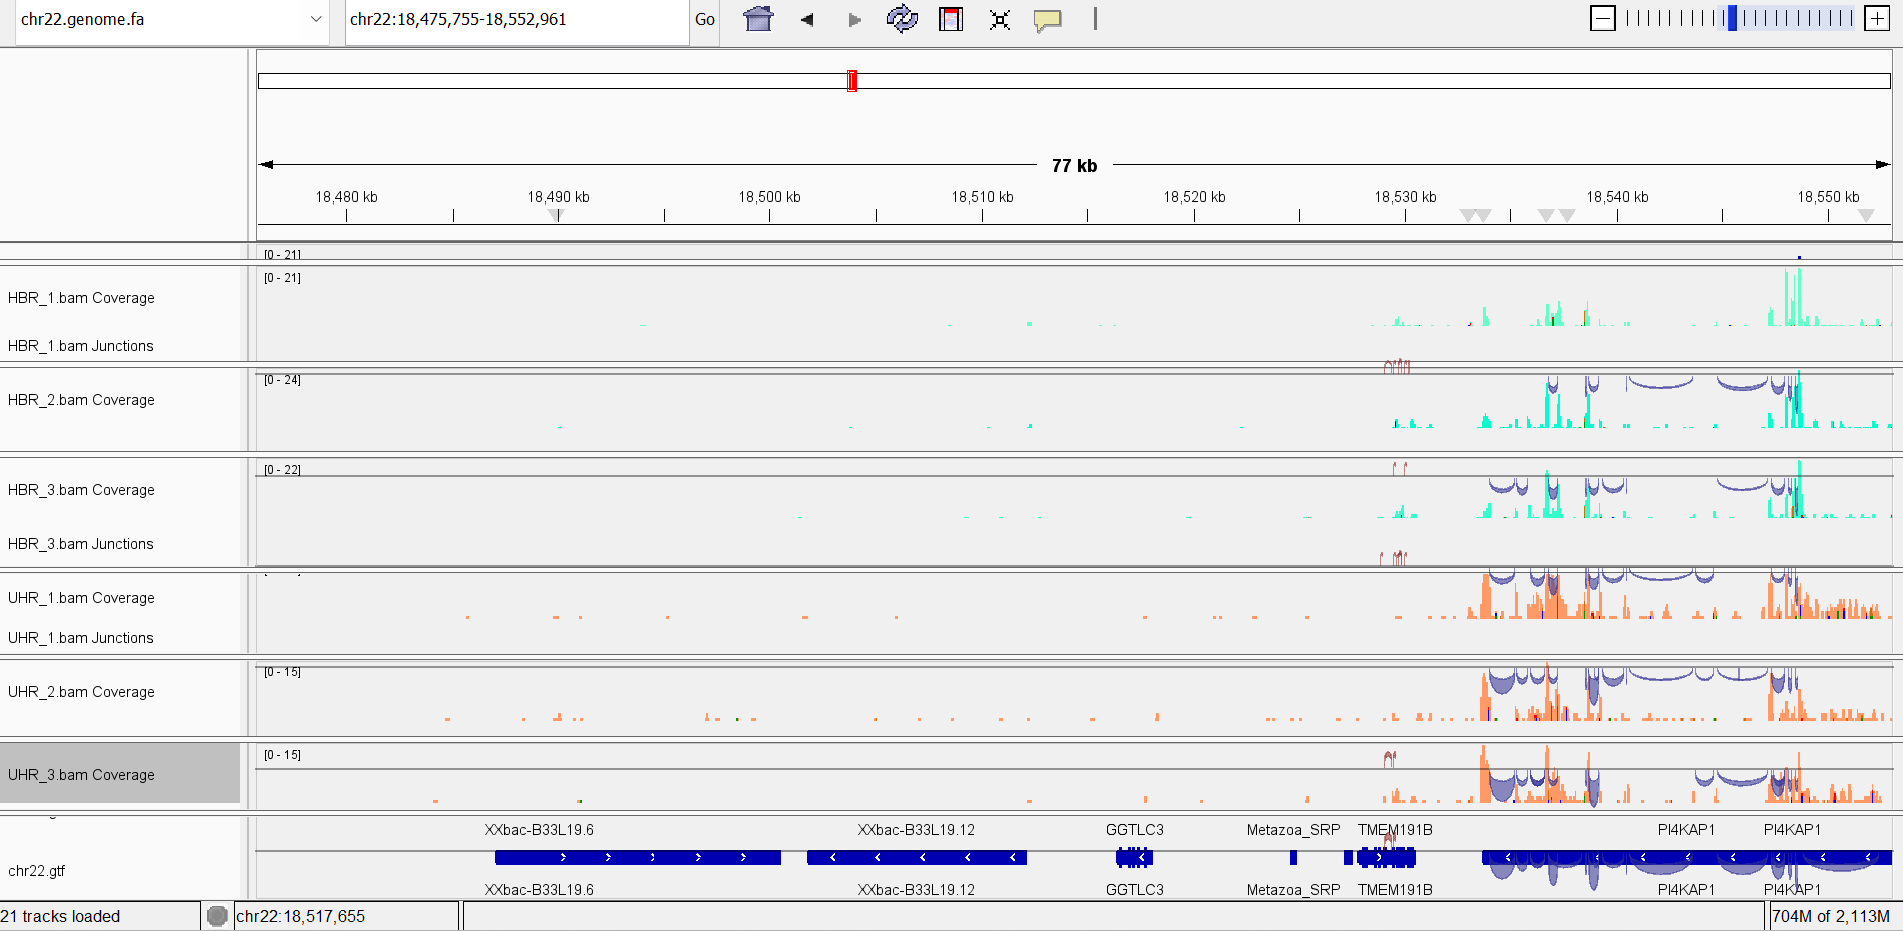 chr22.genome.fa
chr22:18,475,755-18,552,961
Go
77 kb
18,480 kb 18,490 kb 18,500 kb 18,510 kb 18,520 kb 18,530 kb 18,540 kb 18,550 kb
[0 - 21]
[0 - 21]
HBR_1.bam Coverage
HBR_1.bam Junctions
[0 - 24]
HBR_2.bam Coverage
[0 - 22]
HBR_3.bam Coverage
HBR_3.bam Junctions
UHR_1.bam Coverage
UHR_1.bam Junctions
[0 - 15]
UHR_2.bam Coverage
[0 - 15]
UHR_3.bam Coverage
XXbac-B33L19.6 XXbac-B33L19.12 GGTLC3 Metazoa_SRP TMEM191B PI4KAP1 PI4KAP1
chr22.gtf
XXbac-B33L19.6 XXbac-B33L19.12 GGTLC3 Metazoa_SRP TMEM191B PI4KAP1 PI4KAP1
21 tracks loaded
chr22:18,517,655
704M of 2,113M